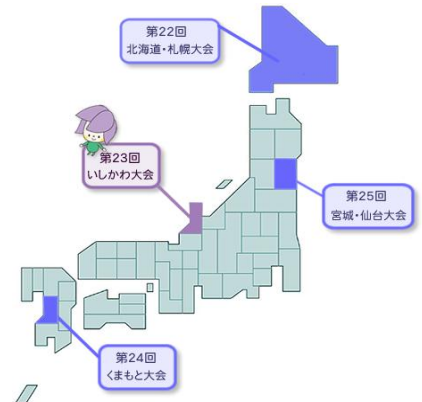 第22回
北海道・札幌大会
第23回
いしかわ大会
第25回
宮城・仙台大会
第24回
くまもと大会